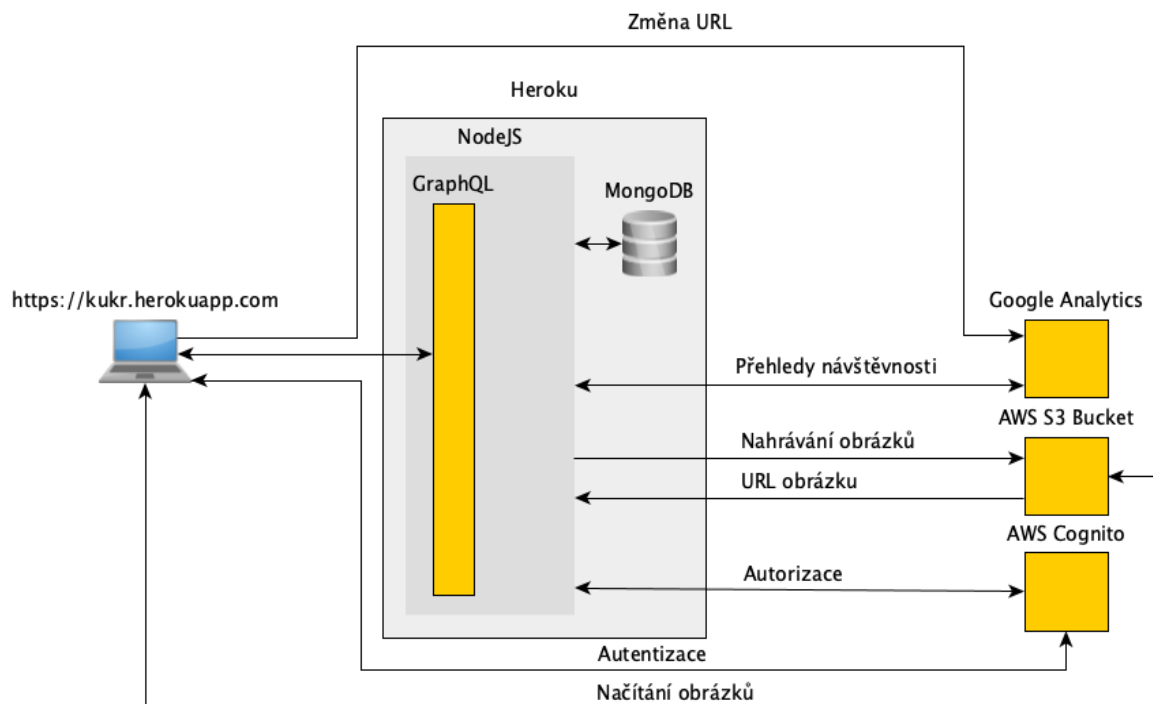 Změna URL
Heroku
NodeJS
GraphQL
MongoDB
https://kukr.herokuapp.com
Google Analytics
Přehledy návštěvnosti
AWS S3 Bucket
Nahrávání obrázků
URL obrázku
AWS Cognito
Autorizace
Autentizace
Načítání obrázků